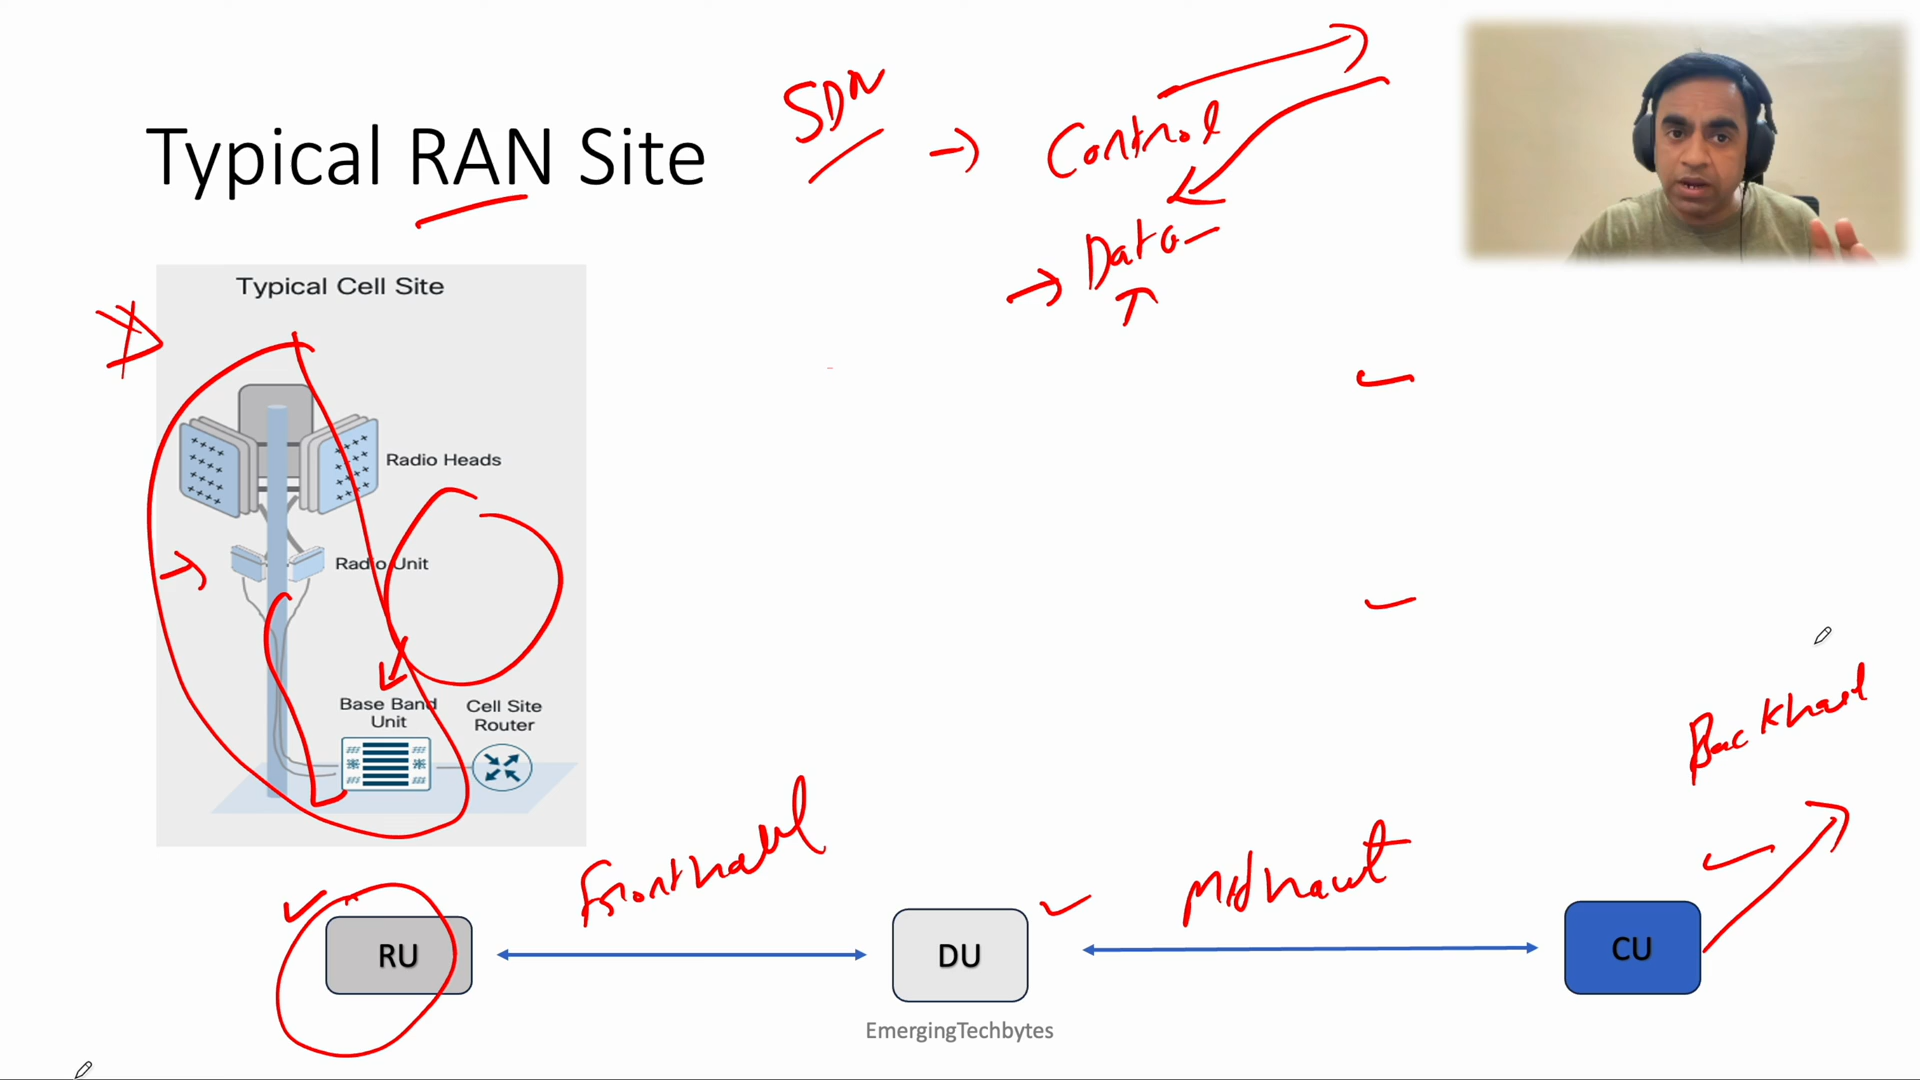 SDN
Control
Typical RAN Site
Data
Typical Cell Site
Radio Heads
Radio Unit
Base Band
Unit
Cell Site
Router
Backhaul
Fronthaul
Midhaul
RU
DU
CU
EmergingTechbytes